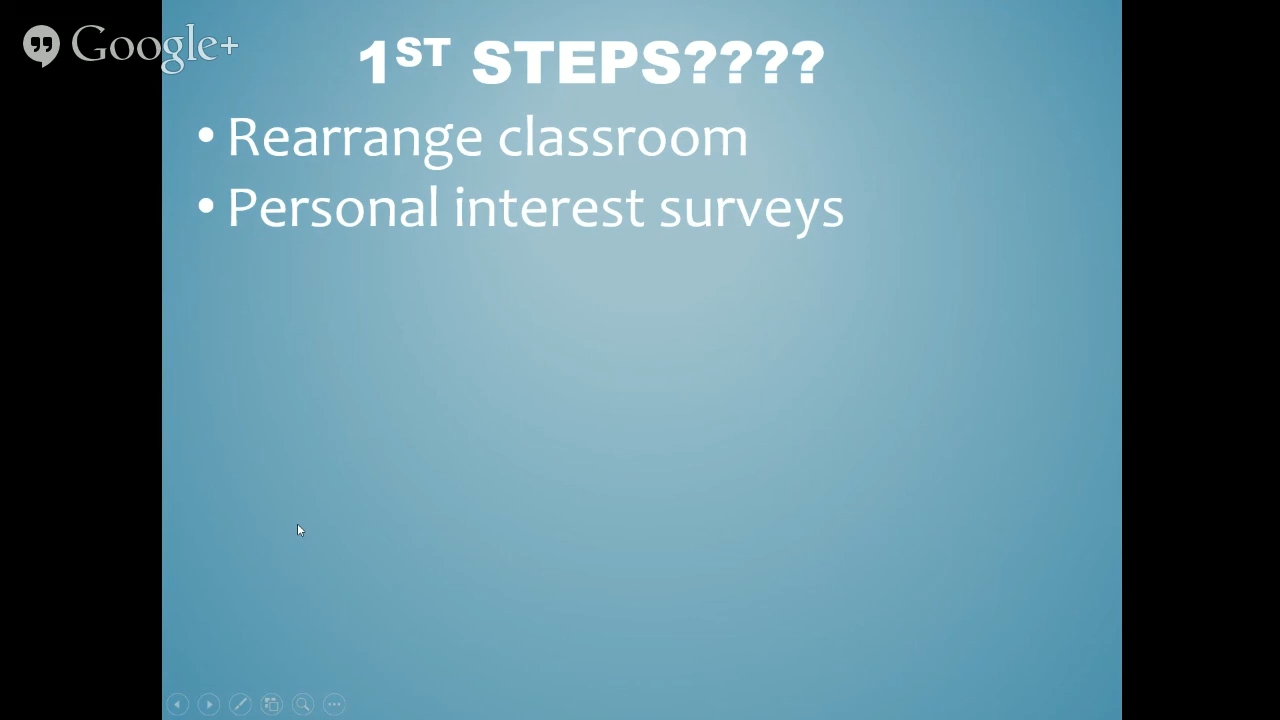 Google+
1ST STEPS????
• Rearrange classroom
• Personal interest surveys